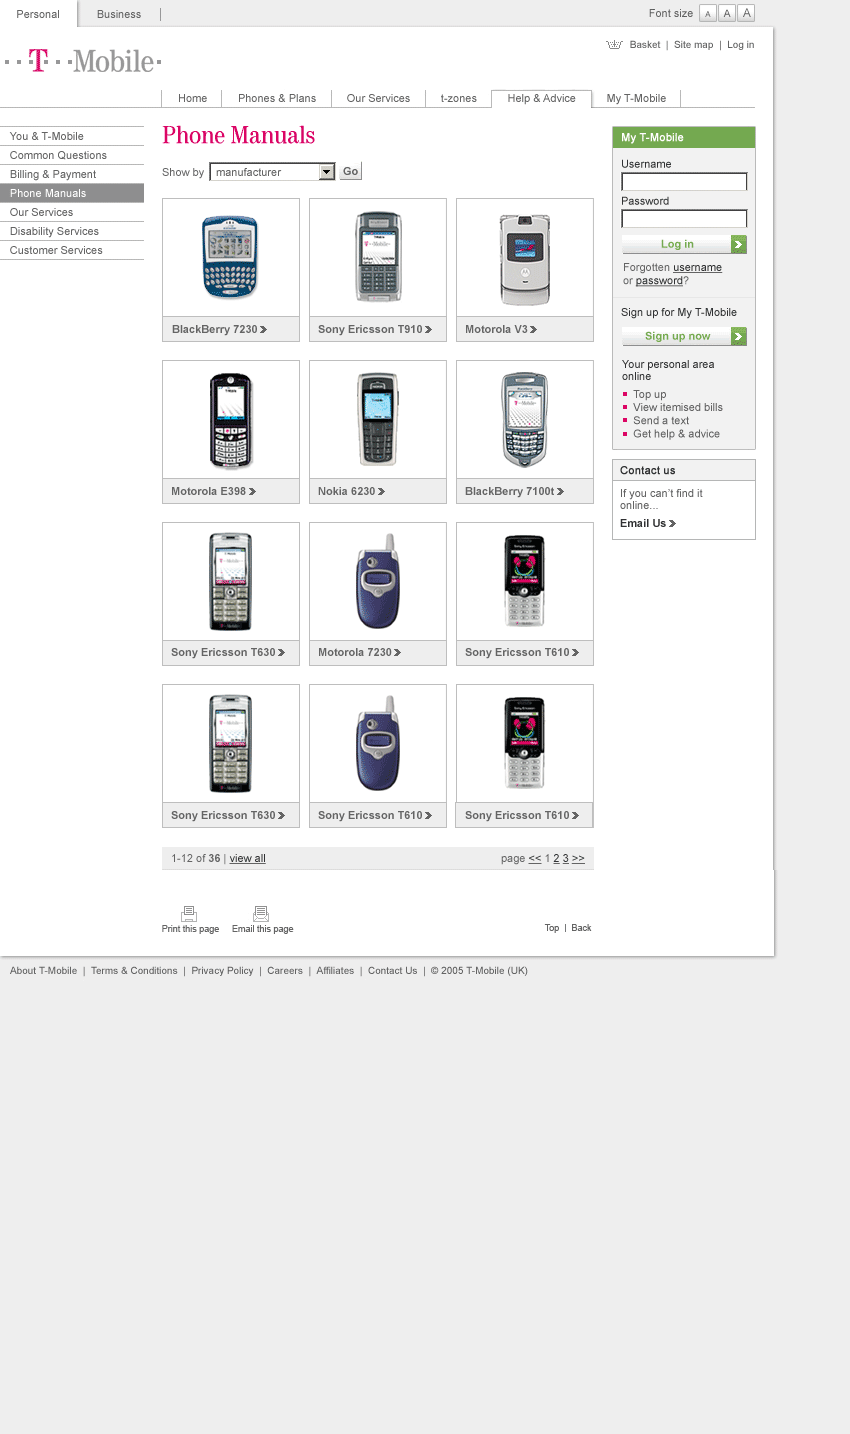 Personal Business Font size A A A
Basket | Site map | Log in
T-Mobile
Home Phones & Plans Our Services t-zones Help & Advice My T-Mobile
You & T-Mobile
Common Questions
Billing & Payment
Phone Manuals
Our Services
Disability Services
Customer Services
Phone Manuals
Show by manufacturer Go
BlackBerry 7230 Sony Ericsson T910 Motorola V3
Motorola E398 Nokia 6230 BlackBerry 7100t
Sony Ericsson T630 Motorola 7230 Sony Ericsson T610
Sony Ericsson T630 Sony Ericsson T610 Sony Ericsson T610
1-12 of 36 | view all page << 1 2 3 >>
Print this page Email this page Top | Back
My T-Mobile
Username
Password
Log in
Forgotten username
or password?
Sign up for My T-Mobile
Sign up now
Your personal area
online
Top up
View itemised bills
Send a text
Get help & advice
Contact us
If you can't find it
online...
Email Us
About T-Mobile | Terms & Conditions | Privacy Policy | Careers | Affiliates | Contact Us | © 2005 T-Mobile (UK)